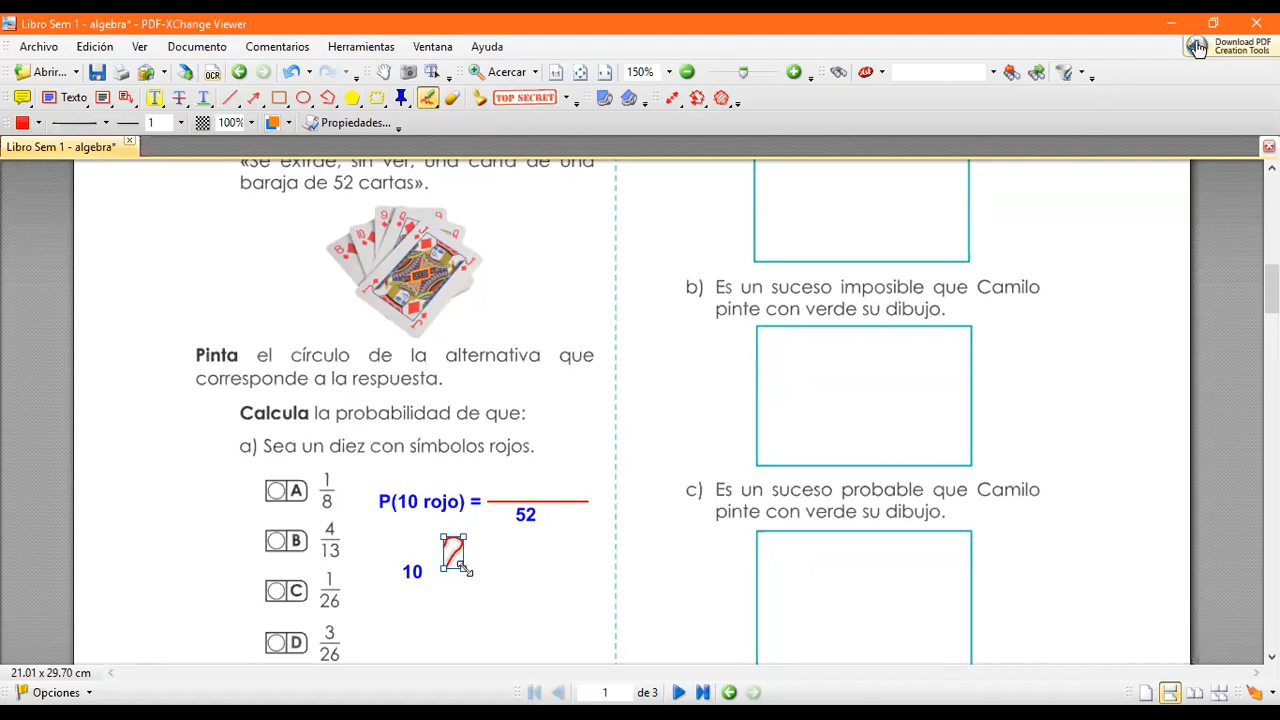 Libro Sem 1 - algebra* - PDF-XChange Viewer
Archivo Edición Ver Documento Comentarios Herramientas Ventana Ayuda
Download PDF
Creation Tools
Abrir... OCR Acercar 150%
Texto TOP SECRET
1 100% Propiedades...
Libro Sem 1 - algebra*
«Se extrae, sin ver, una carta de una
baraja de 52 cartas».
Pinta el círculo de la alternativa que
corresponde a la respuesta.
Calcula la probabilidad de que:
a) Sea un diez con símbolos rojos.
A 1/8
B 4/13
C 1/26
D 3/26
P(10 rojo) =
52
10
b) Es un suceso imposible que Camilo
pinte con verde su dibujo.
c) Es un suceso probable que Camilo
pinte con verde su dibujo.
21.01 x 29.70 cm
Opciones 1 de 3